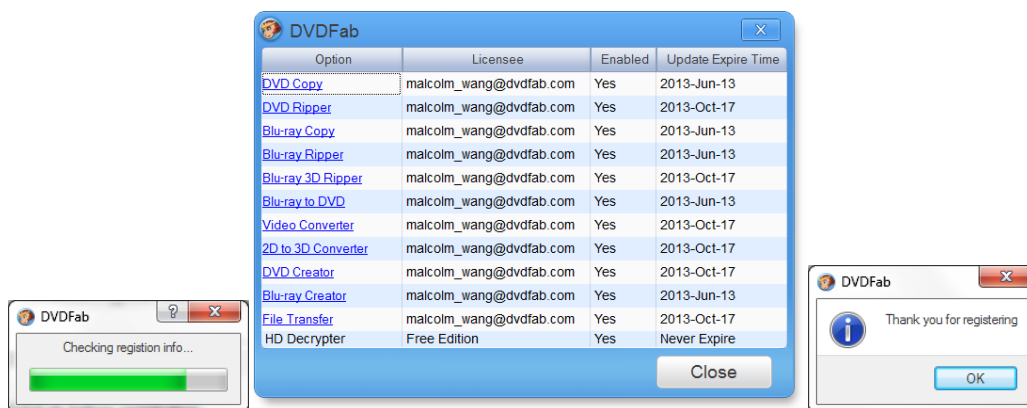 DVDFab
Checking registion info...
DVDFab
Option Licensee Enabled Update Expire Time
DVD Copy malcolm_wang@dvdfab.com Yes 2013-Jun-13
DVD Ripper malcolm_wang@dvdfab.com Yes 2013-Oct-17
Blu-ray Copy malcolm_wang@dvdfab.com Yes 2013-Jun-13
Blu-ray Ripper malcolm_wang@dvdfab.com Yes 2013-Jun-13
Blu-ray 3D Ripper malcolm_wang@dvdfab.com Yes 2013-Oct-17
Blu-ray to DVD malcolm_wang@dvdfab.com Yes 2013-Jun-13
Video Converter malcolm_wang@dvdfab.com Yes 2013-Oct-17
2D to 3D Converter malcolm_wang@dvdfab.com Yes 2013-Oct-17
DVD Creator malcolm_wang@dvdfab.com Yes 2013-Oct-17
Blu-ray Creator malcolm_wang@dvdfab.com Yes 2013-Jun-13
File Transfer malcolm_wang@dvdfab.com Yes 2013-Oct-17
HD Decrypter Free Edition Yes Never Expire
Close
DVDFab
Thank you for registering
OK